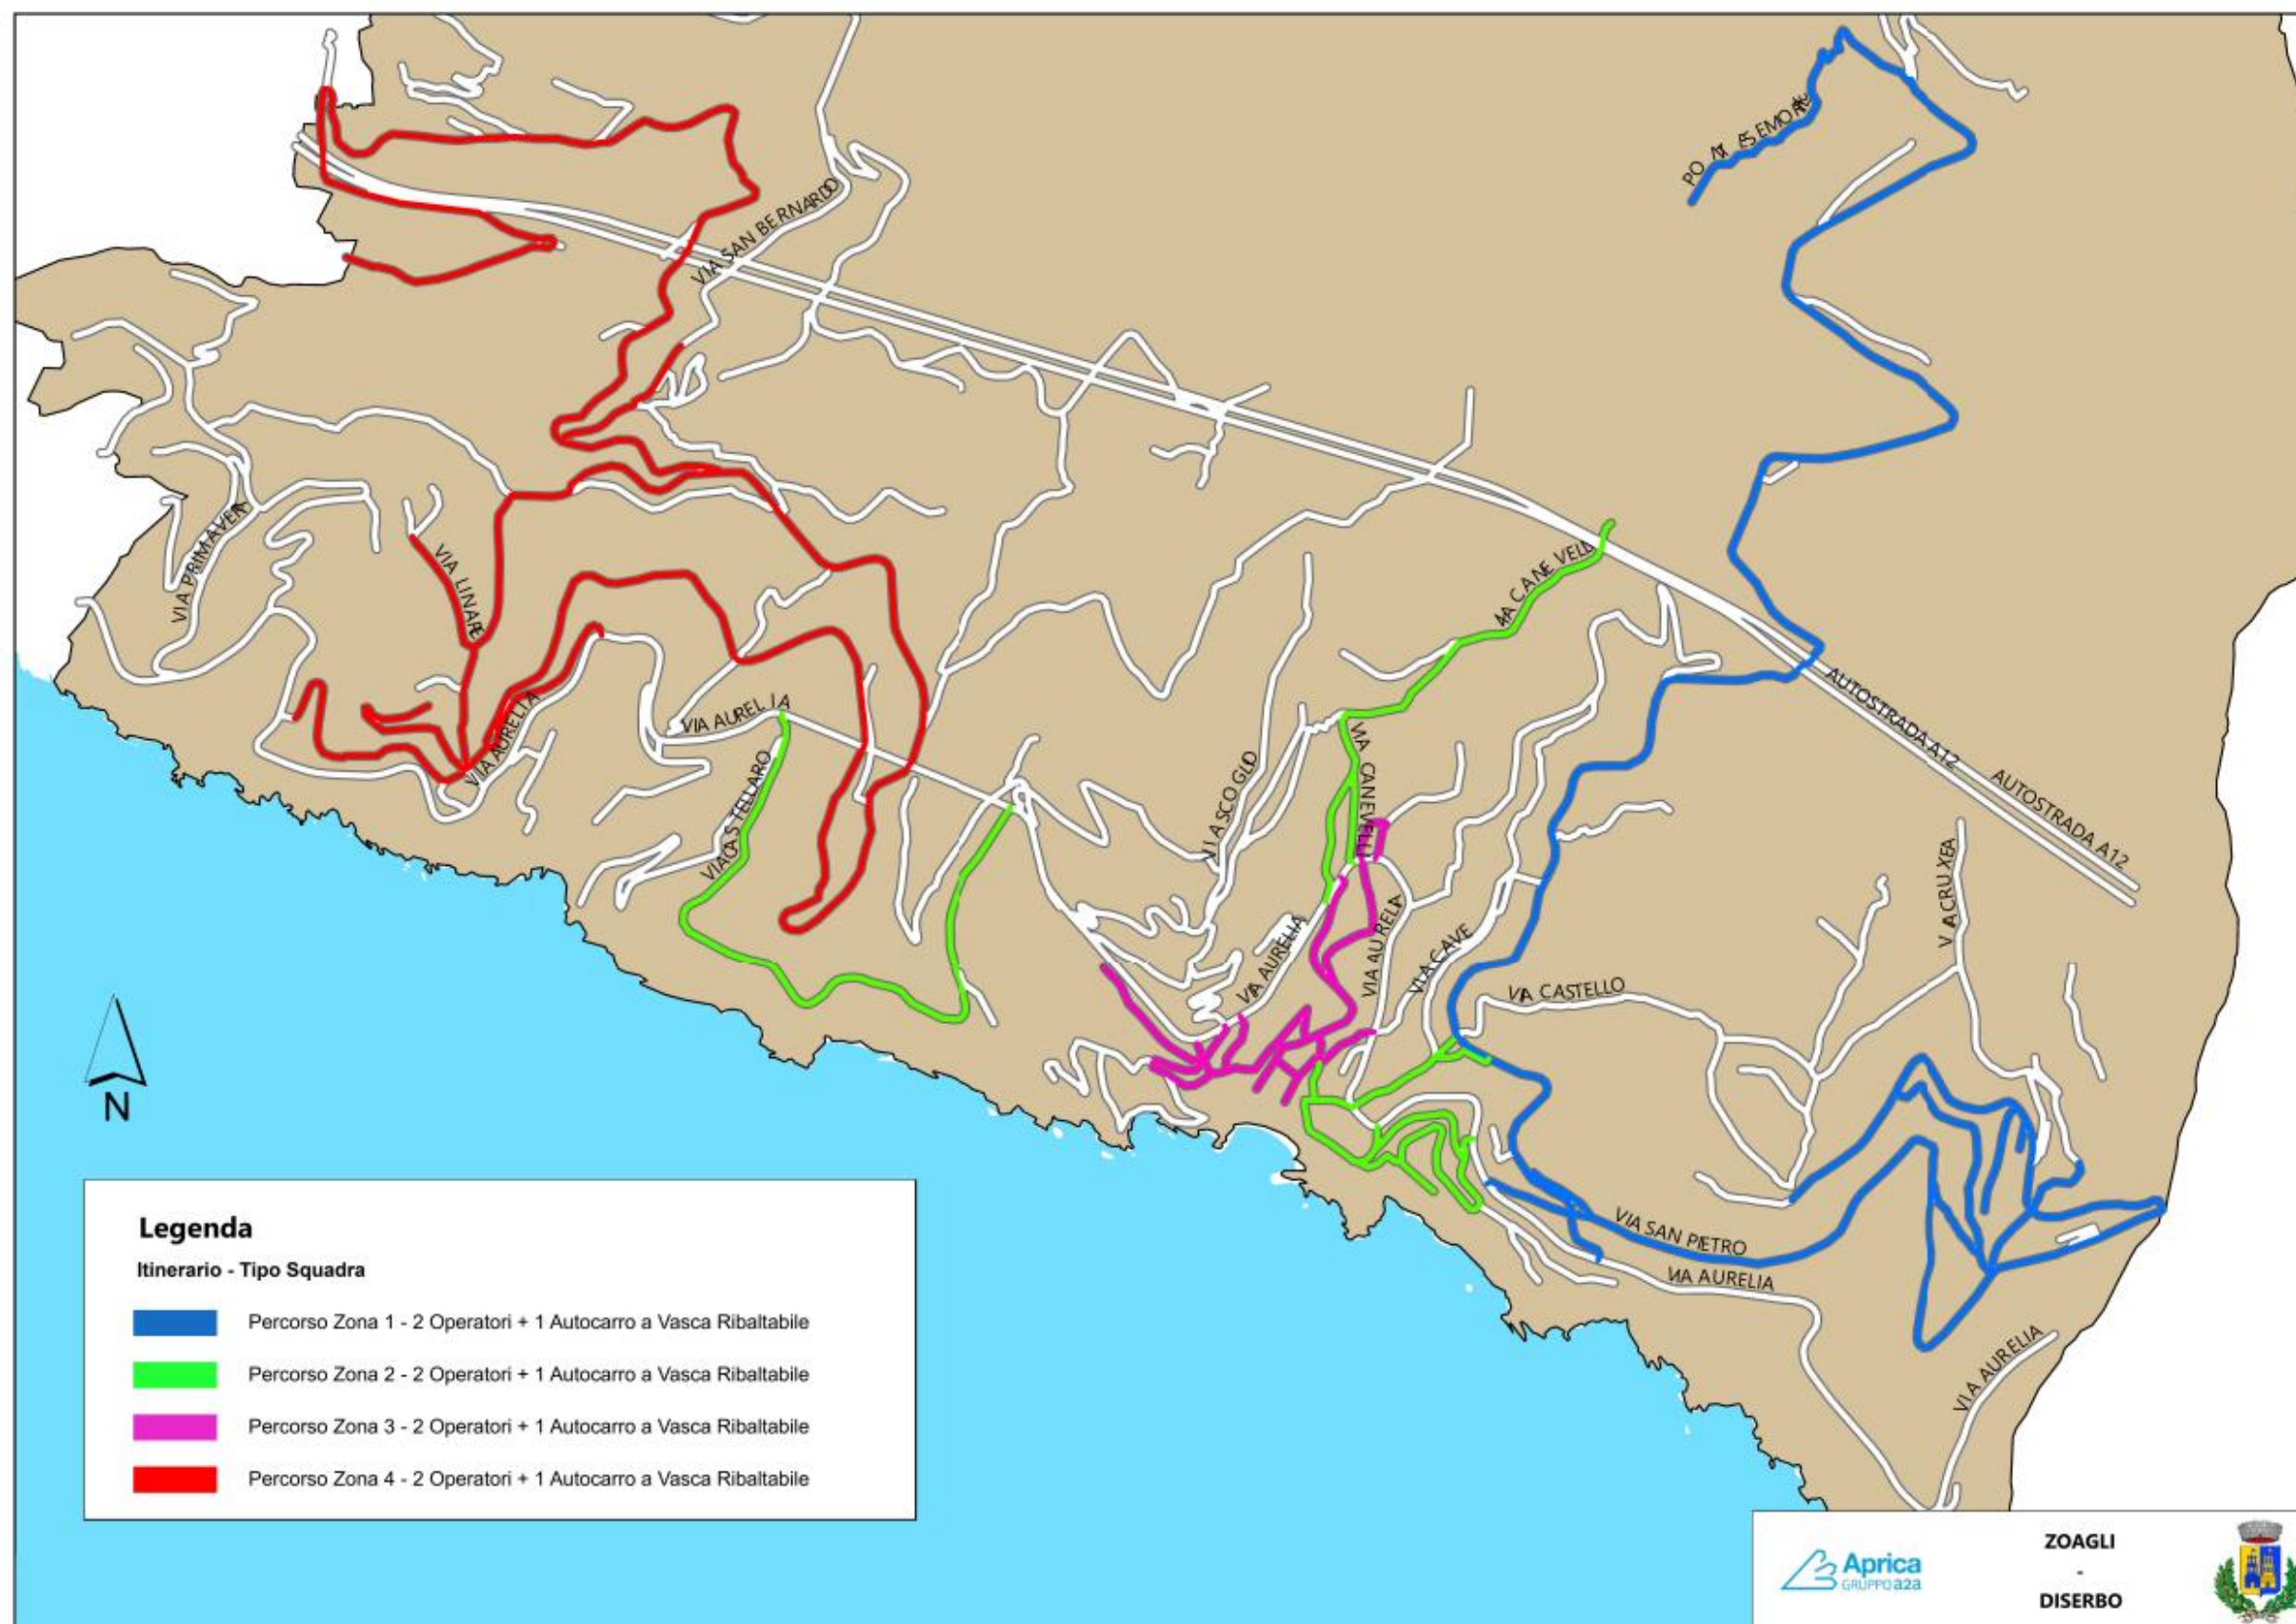 VIA SAN BERNARDO
VIA PRIMAVERA
VIA LINARE
VIA AURELIA
VIA AURELIA
VIA CASTELLARO
VIA SCOGLIO
VIA CANEVELLI
VIA AURELIA
VIA AURELIA
VIA CAVE
VIA CASTELLO
AUTOSTRADA A12
AUTOSTRADA A12
VIA ACRUXEA
VIA SAN PIETRO
VIA AURELIA
VIA AURELIA
N
Legenda
Itinerario - Tipo Squadra
Percorso Zona 1 - 2 Operatori + 1 Autocarro a Vasca Ribaltabile
Percorso Zona 2 - 2 Operatori + 1 Autocarro a Vasca Ribaltabile
Percorso Zona 3 - 2 Operatori + 1 Autocarro a Vasca Ribaltabile
Percorso Zona 4 - 2 Operatori + 1 Autocarro a Vasca Ribaltabile
Aprica
GRUPPO a2a
ZOAGLI
-
DISERBO